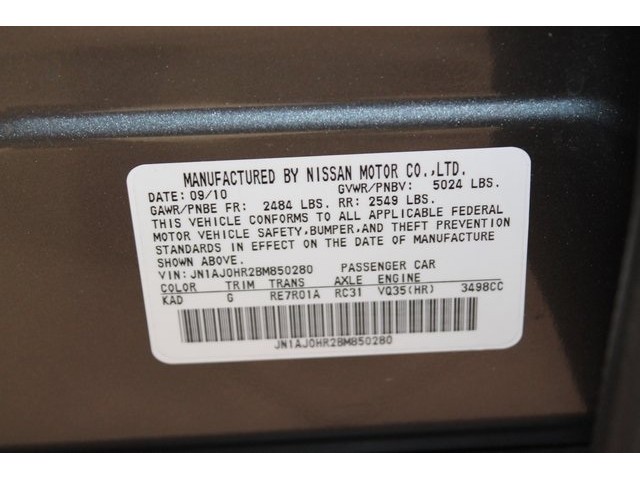 MANUFACTURED BY NISSAN MOTOR CO.,LTD.
DATE: 09/10 GVWR/PNBV: 5024 LBS.
GAWR/PNBE FR: 2484 LBS. RR: 2549 LBS.
THIS VEHICLE CONFORMS TO ALL APPLICABLE FEDERAL
MOTOR VEHICLE SAFETY,BUMPER,AND THEFT PREVENTION
STANDARDS IN EFFECT ON THE DATE OF MANUFACTURE
SHOWN ABOVE.
VIN: JN1AJ0HR2BM850280 PASSENGER CAR
COLOR TRIM TRANS AXLE ENGINE
KAD G RE7R01A RC31 VQ35(HR) 3498CC
JN1AJ0HR2BM850280